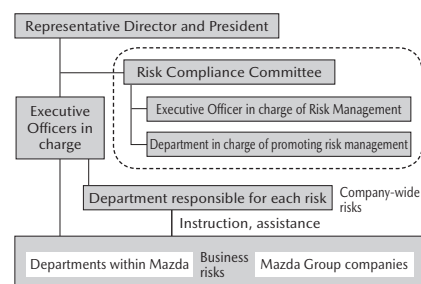 Representative Director and President
Risk Compliance Committee
Executive
Officers in
charge
Executive Officer in charge of Risk Management
Department in charge of promoting risk management
Department responsible for each risk
Company-wide
risks
Instruction, assistance
Departments within Mazda
Business
risks
Mazda Group companies